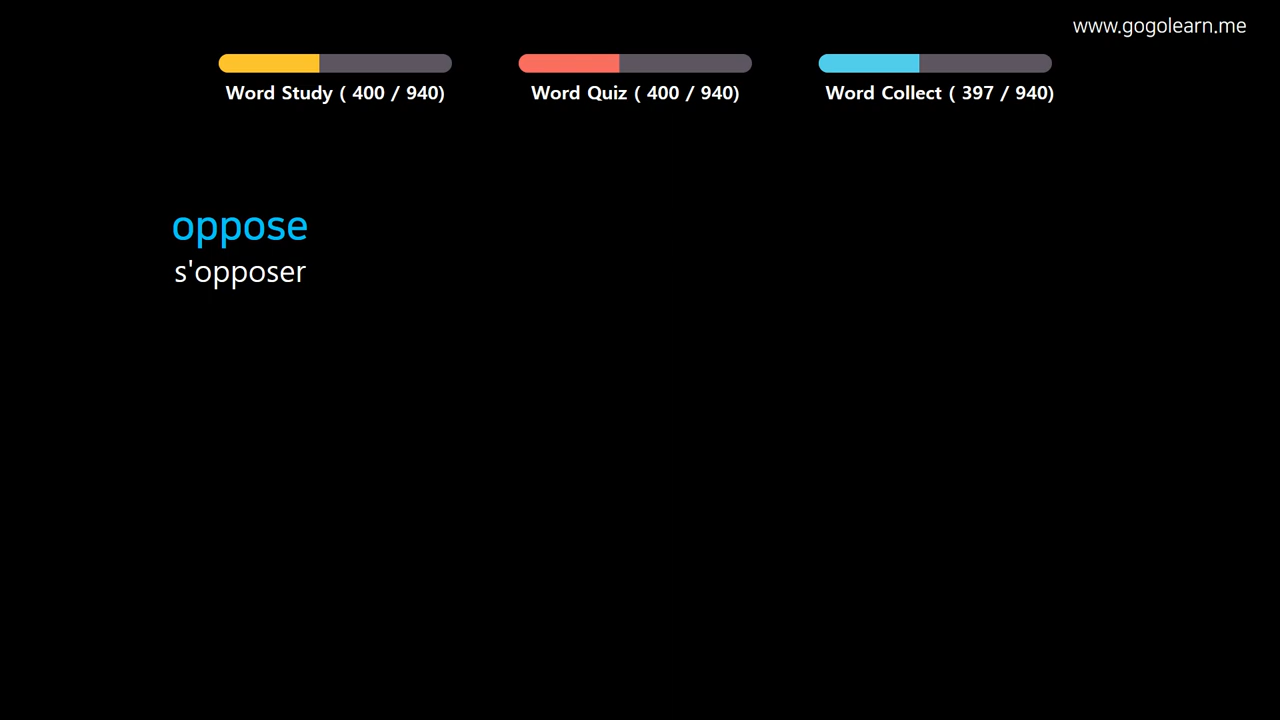 www.gogolearn.me
Word Study ( 400 / 940)
Word Quiz ( 400 / 940)
Word Collect ( 397 / 940)
oppose
s'opposer